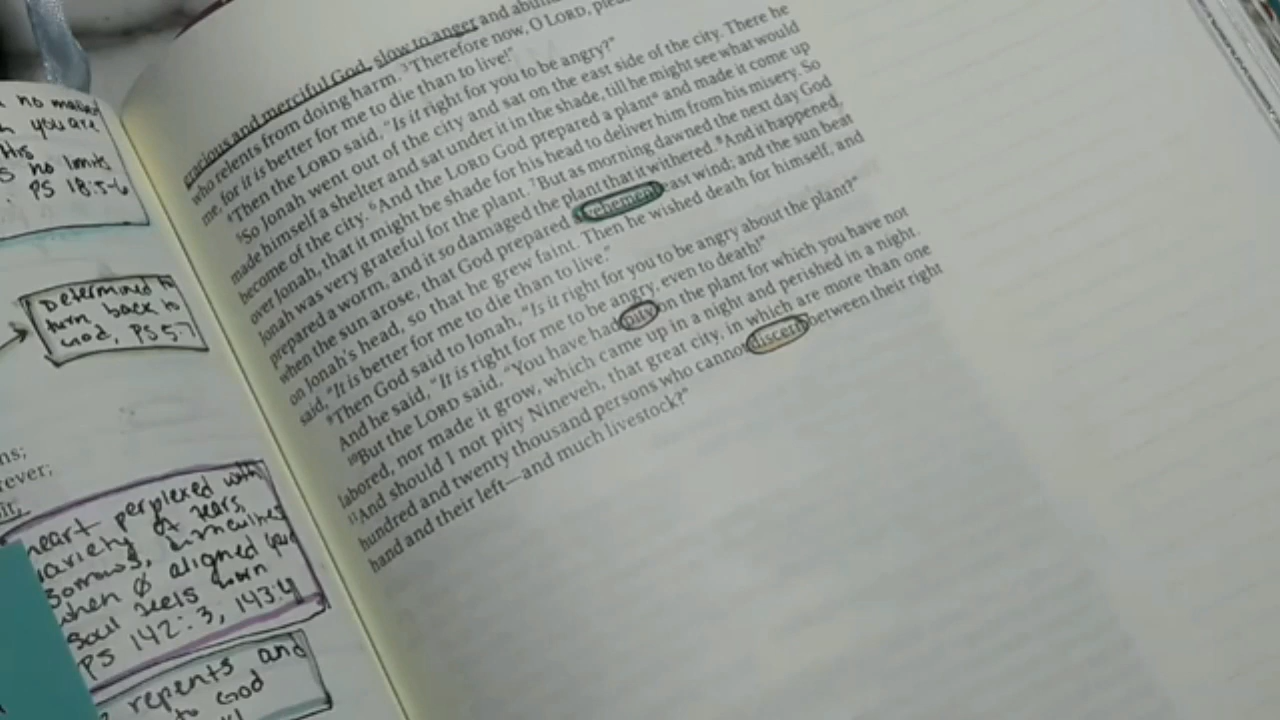 no
you are
no limits
PS 18:5-6
Determined to
turn back to
God, PS 5-7
ns;
rever;
heart perplexed with
variety of fears,
sorrows,
when Ø aligned
soul feels down
PS 142:3, 143:4
repents and
to God
gracious and merciful God, slow to anger and
who relents from doing harm. ³Therefore now, O LORD,
me, for it is better for me to die than to live!"
⁴Then the LORD said, "Is it right for you to be angry?"
⁵So Jonah went out of the city and sat on the east side of the city. There he
made himself a shelter and sat under it in the shade, till he might see what would
become of the city. ⁶And the LORD God prepared a plantᵃ and made it come up
over Jonah, that it might be shade for his head to deliver him from his misery. So
Jonah was very grateful for the plant. ⁷But as morning dawned the next day God
prepared a worm, and it so damaged the plant that it withered. ⁸And it happened,
when the sun arose, that God prepared a vehement east wind; and the sun beat
on Jonah's head, so that he grew faint. Then he wished death for himself, and
said, "It is better for me to die than to live."
⁹Then God said to Jonah, "Is it right for you to be angry about the plant?"
And he said, "It is right for me to be angry, even to death!"
¹⁰But the LORD said, "You have had pity on the plant for which you have not
labored, nor made it grow, which came up in a night and perished in a night.
¹¹And should I not pity Nineveh, that great city, in which are more than one
hundred and twenty thousand persons who cannot discern between their right
hand and their left—and much livestock?"